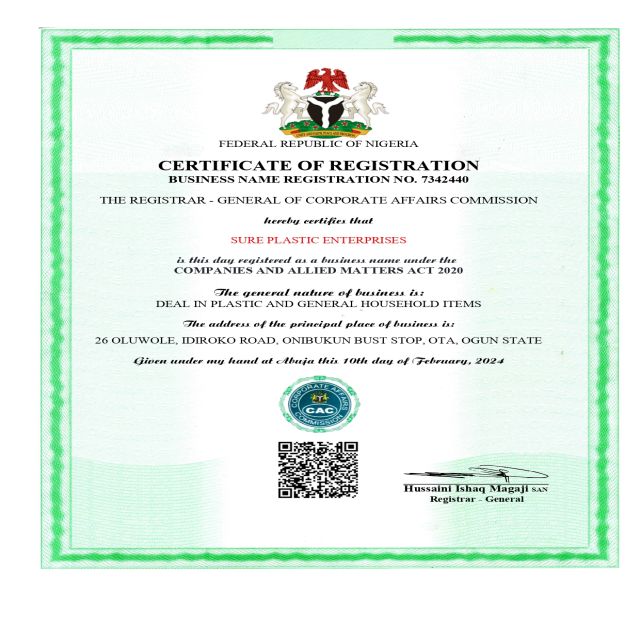 FEDERAL REPUBLIC OF NIGERIA
CERTIFICATE OF REGISTRATION
BUSINESS NAME REGISTRATION NO. 7342440
THE REGISTRAR - GENERAL OF CORPORATE AFFAIRS COMMISSION
hereby certifies that
SURE PLASTIC ENTERPRISES
is this day registered as a business name under the
COMPANIES AND ALLIED MATTERS ACT 2020
The general nature of business is:
DEAL IN PLASTIC AND GENERAL HOUSEHOLD ITEMS
The address of the principal place of business is:
26 OLUWOLE, IDIROKO ROAD, ONIBUKUN BUST STOP, OTA, OGUN STATE
Given under my hand at Abuja this 10th day of February, 2024
CORPORATE AFFAIRS
CAC
COMMISSION
Hussaini Ishaq Magaji SAN
Registrar - General